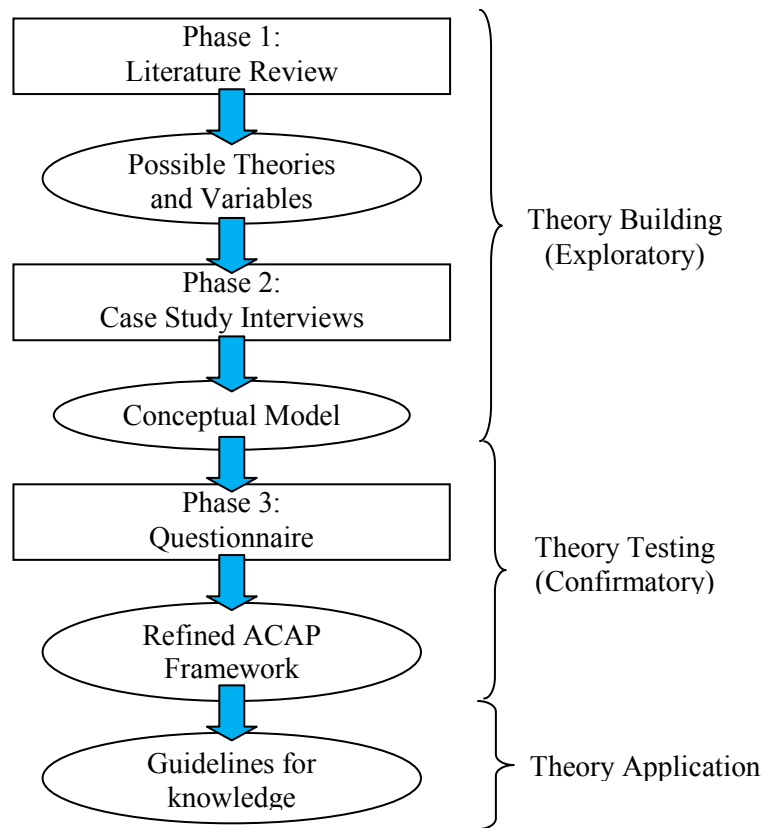 Phase 1:
Literature Review
Possible Theories
and Variables
Phase 2:
Case Study Interviews
Conceptual Model
Phase 3:
Questionnaire
Refined ACAP
Framework
Guidelines for
knowledge
Theory Building
(Exploratory)
Theory Testing
(Confirmatory)
Theory Application